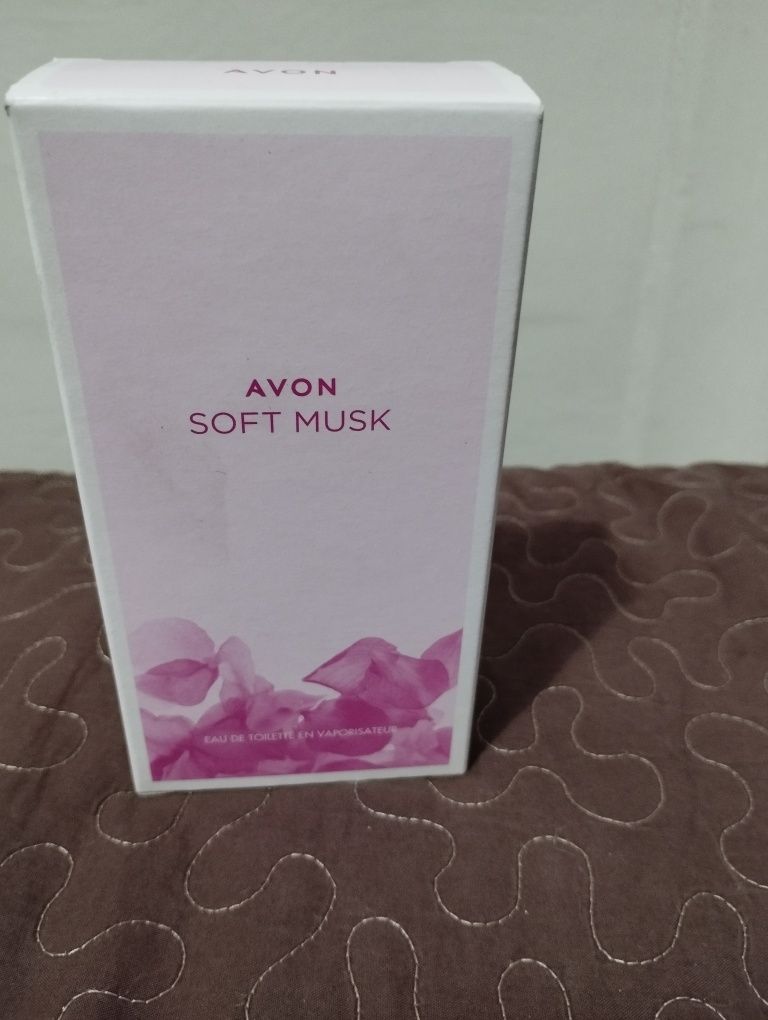 AVON
AVON
SOFT MUSK
EAU DE TOILETTE EN VAPORISATEUR